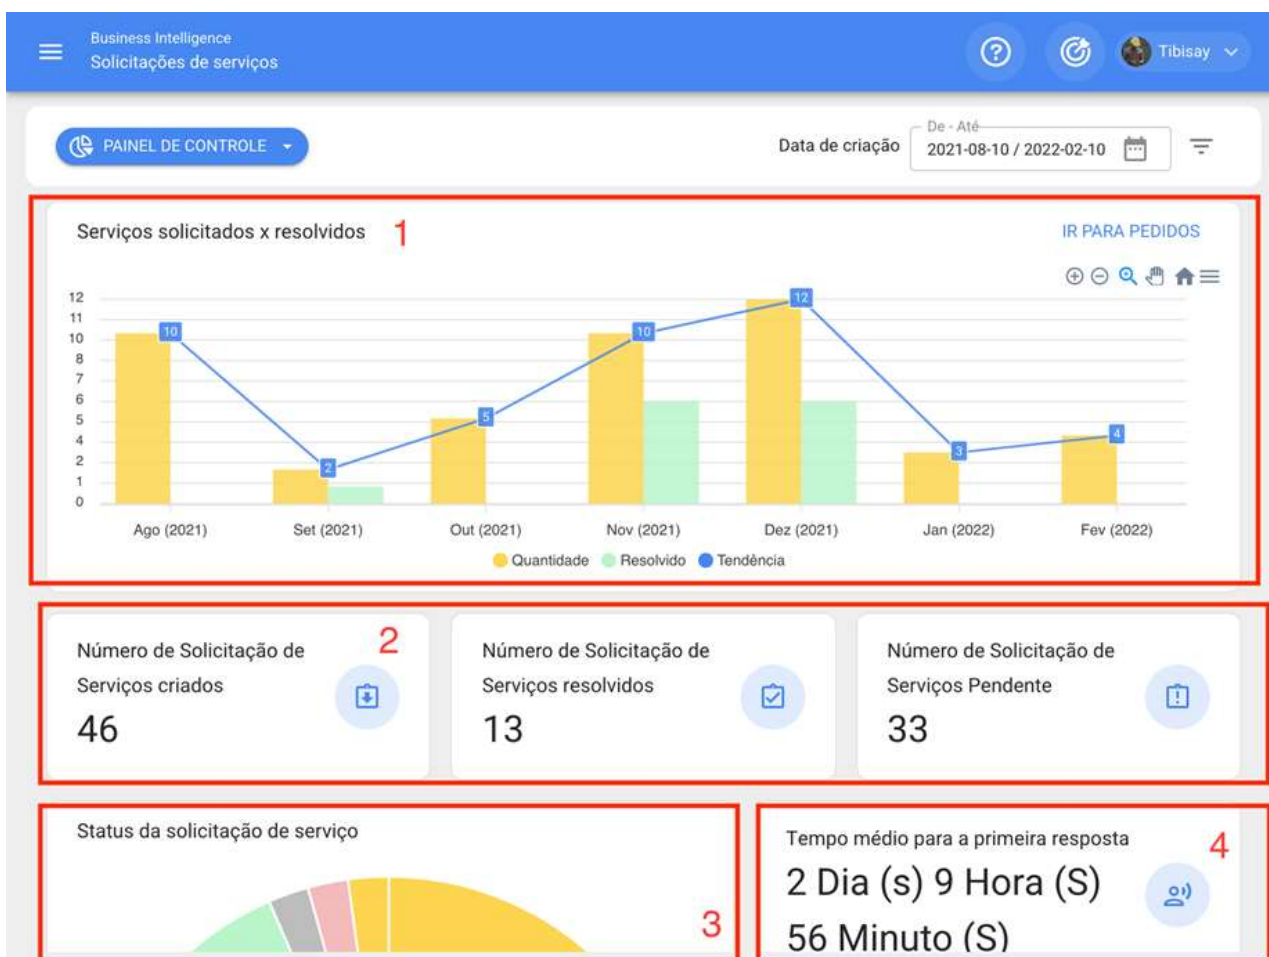 Business Intelligence
Solicitações de serviços
Tibisay
PAINEL DE CONTROLE
Data de criação
De - Até
2021-08-10 / 2022-02-10
Serviços solicitados x resolvidos
1
IR PARA PEDIDOS
12
11
10
8
7
6
5
4
2
1
0
10
2
5
10
12
3
4
Ago (2021) Set (2021) Out (2021) Nov (2021) Dez (2021) Jan (2022) Fev (2022)
Quantidade Resolvido Tendência
Número de Solicitação de
Serviços criados
46
2
Número de Solicitação de
Serviços resolvidos
13
Número de Solicitação de
Serviços Pendente
33
Status da solicitação de serviço
3
Tempo médio para a primeira resposta
2 Dia (s) 9 Hora (S)
56 Minuto (S)
4